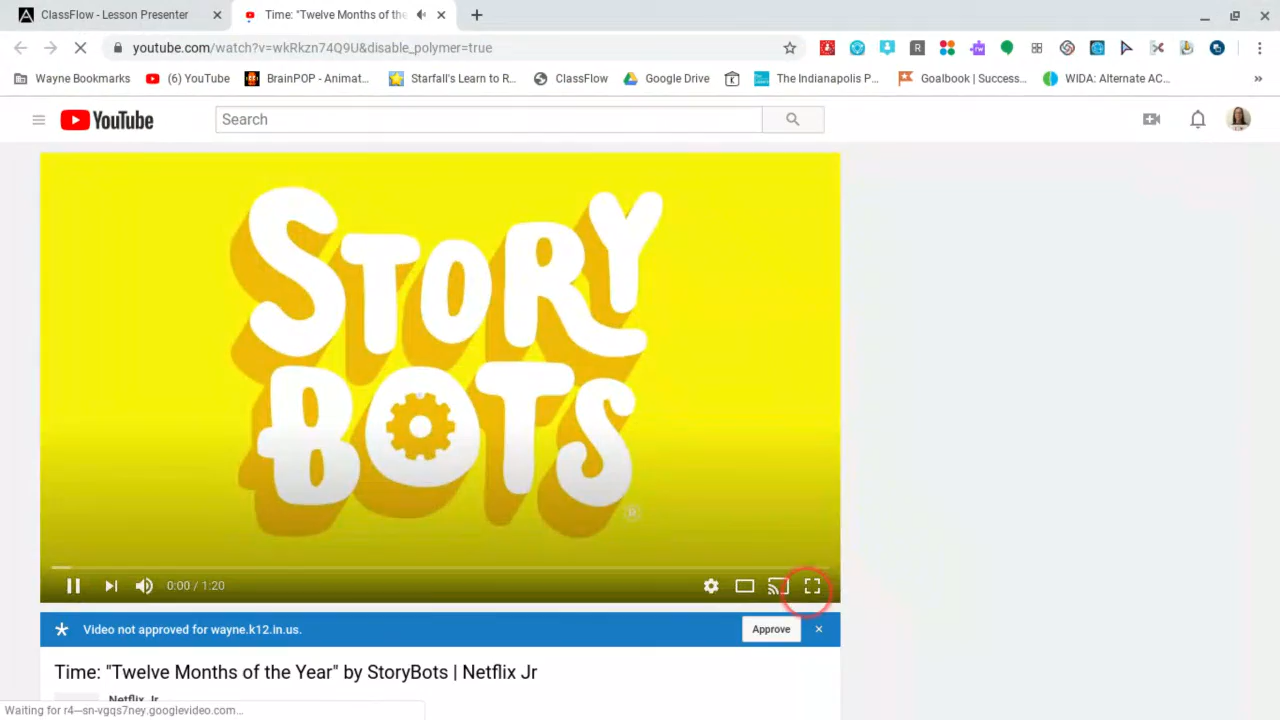 ClassFlow - Lesson Presenter
Time: "Twelve Months of the
youtube.com/watch?v=wkRkzn74Q9U&disable_polymer=true
Wayne Bookmarks
(6) YouTube
BrainPOP - Animat...
Starfall's Learn to R...
ClassFlow
Google Drive
The Indianapolis P...
Goalbook | Success...
WIDA: Alternate AC...
YouTube
Search
STORY
BOTS
®
0:00 / 1:20
Video not approved for wayne.k12.in.us.
Approve
Time: "Twelve Months of the Year" by StoryBots | Netflix Jr
Netflix Jr
Waiting for r4---sn-vgqs7ney.googlevideo.com...